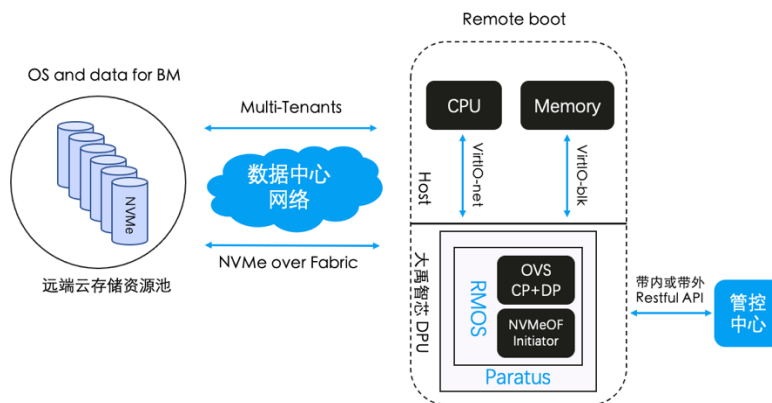 Remote boot
OS and data for BM
NVMe
远端云存储资源池
Multi-Tenants
数据中心
网络
NVMe over Fabric
CPU
Memory
VirtIO-net
VirtIO-blk
Host
大禹智芯 DPU
RMOS
OVS
CP+DP
NVMeOF
Initiator
Paratus
带内或带外
Restful API
管控
中心